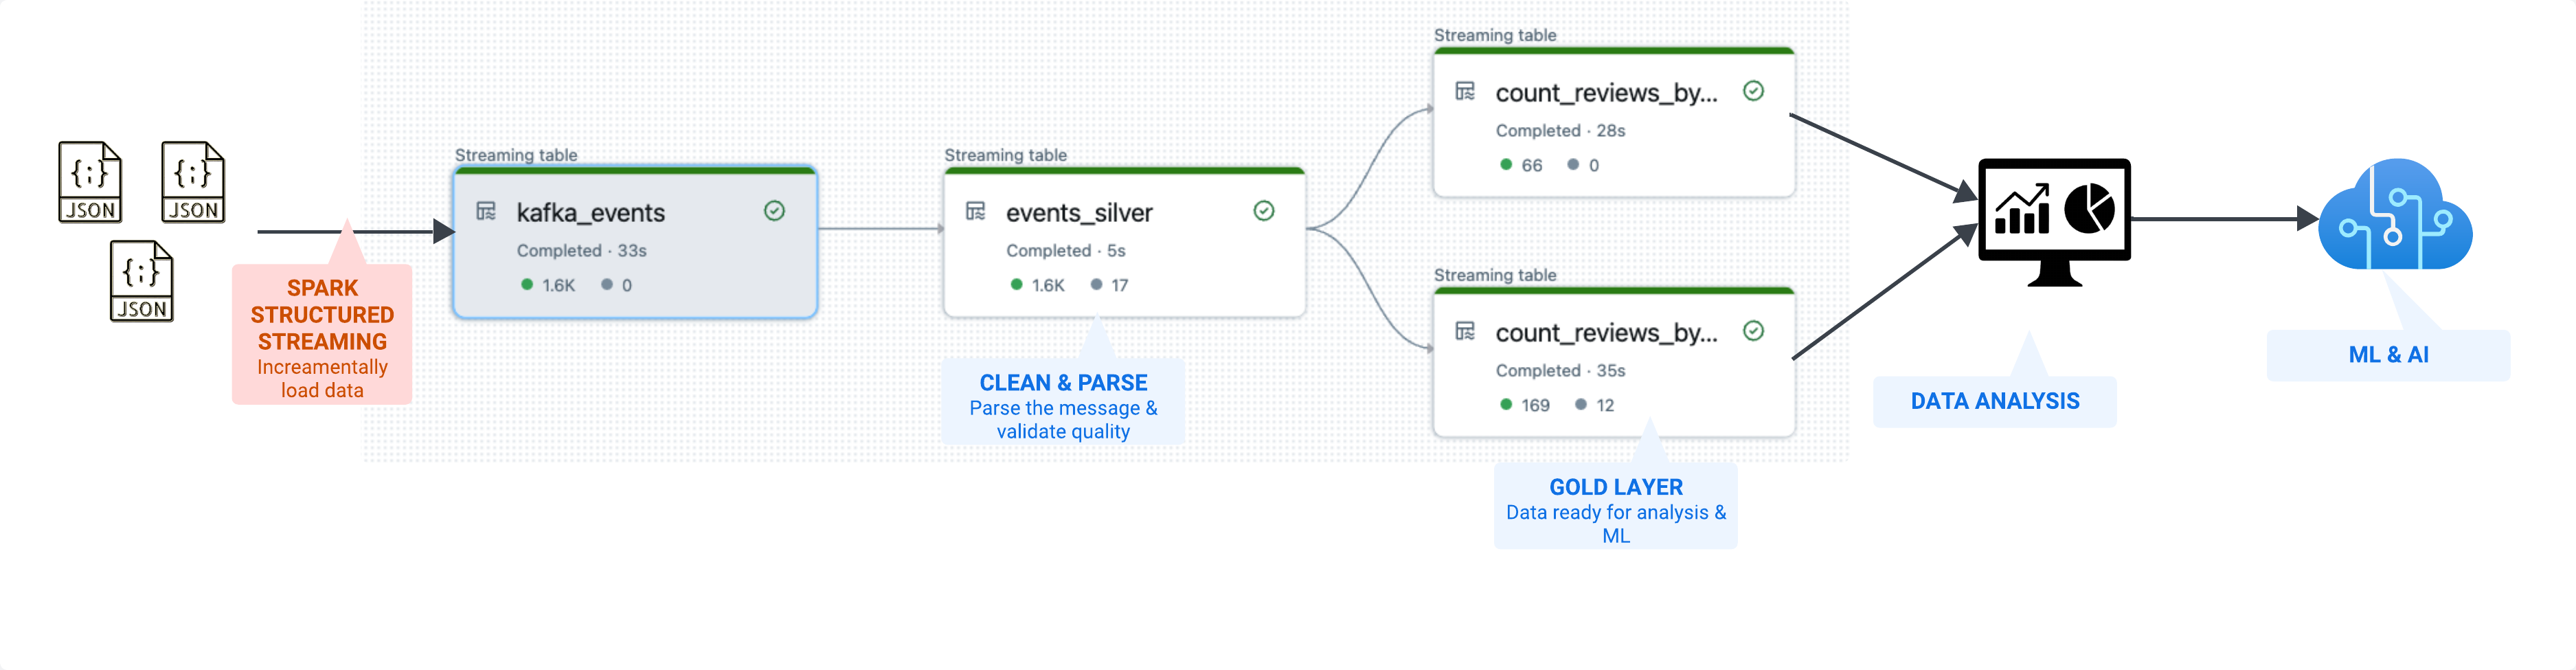 JSON
JSON
JSON
SPARK
STRUCTURED
STREAMING
Increamentally
load data
Streaming table
kafka_events
Completed · 33s
1.6K 0
Streaming table
events_silver
Completed · 5s
1.6K 17
CLEAN & PARSE
Parse the message &
validate quality
Streaming table
count_reviews_by...
Completed · 28s
66 0
Streaming table
count_reviews_by...
Completed · 35s
169 12
GOLD LAYER
Data ready for analysis &
ML
DATA ANALYSIS
ML & AI